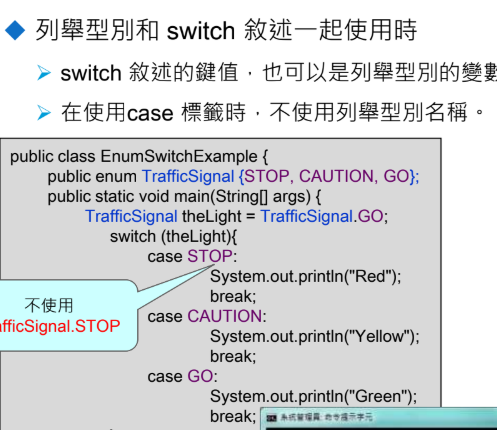 列舉型別和 switch 敘述一起使用時
switch 敘述的鍵值，也可以是列舉型別的變數
在使用case 標籤時，不使用列舉型別名稱。
public class EnumSwitchExample {
public enum TrafficSignal {STOP, CAUTION, GO};
public static void main(String[] args) {
TrafficSignal theLight = TrafficSignal.GO;
switch (theLight){
case STOP:
System.out.println("Red");
break;
不使用
afficSignal.STOP
case CAUTION:
System.out.println("Yellow");
break;
case GO:
System.out.println("Green");
break;
系統管理員: 命令提示字元